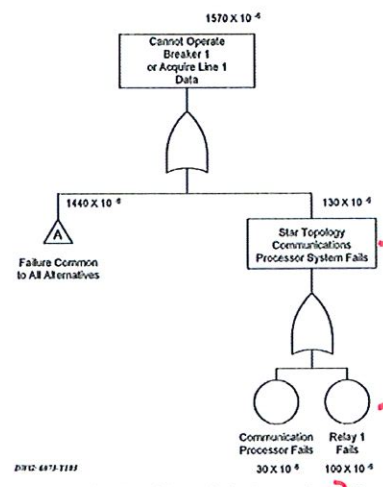 1570 X 10 -6
Cannot Operate
Breaker 1
or Acquire Line 1
Data
1440 X 10 -6
130 X 10 -6
A
Failure Common
to All Alternatives
Star Topology
Communications
Processor System Fails
Communication
Processor Fails
30 X 10 -6
Relay 1
Fails
100 X 10 -6